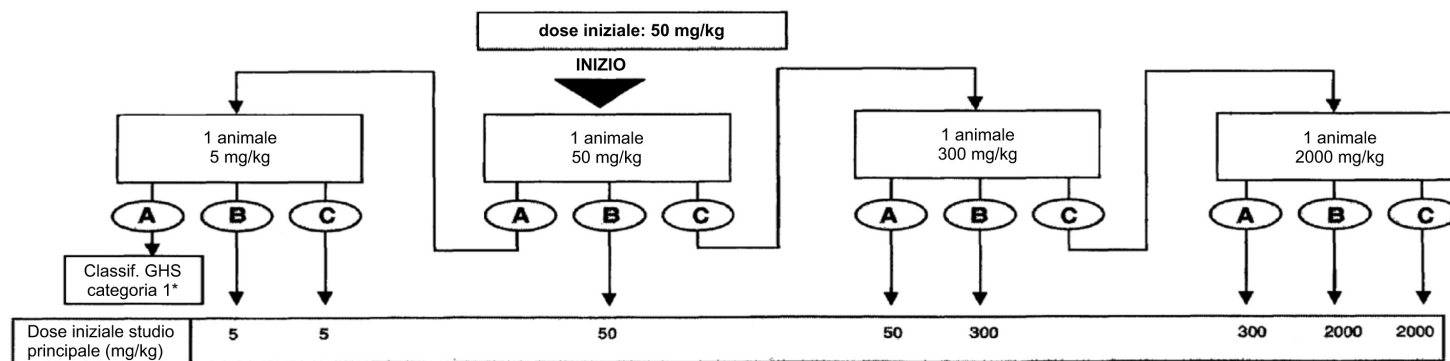 dose iniziale: 50 mg/kg
INIZIO
1 animale
5 mg/kg
1 animale
50 mg/kg
1 animale
300 mg/kg
1 animale
2000 mg/kg
A B C
A B C
A B C
A B C
Classif. GHS
categoria 1*
Dose iniziale studio
principale (mg/kg)
5 5 50 50 300 300 2000 2000